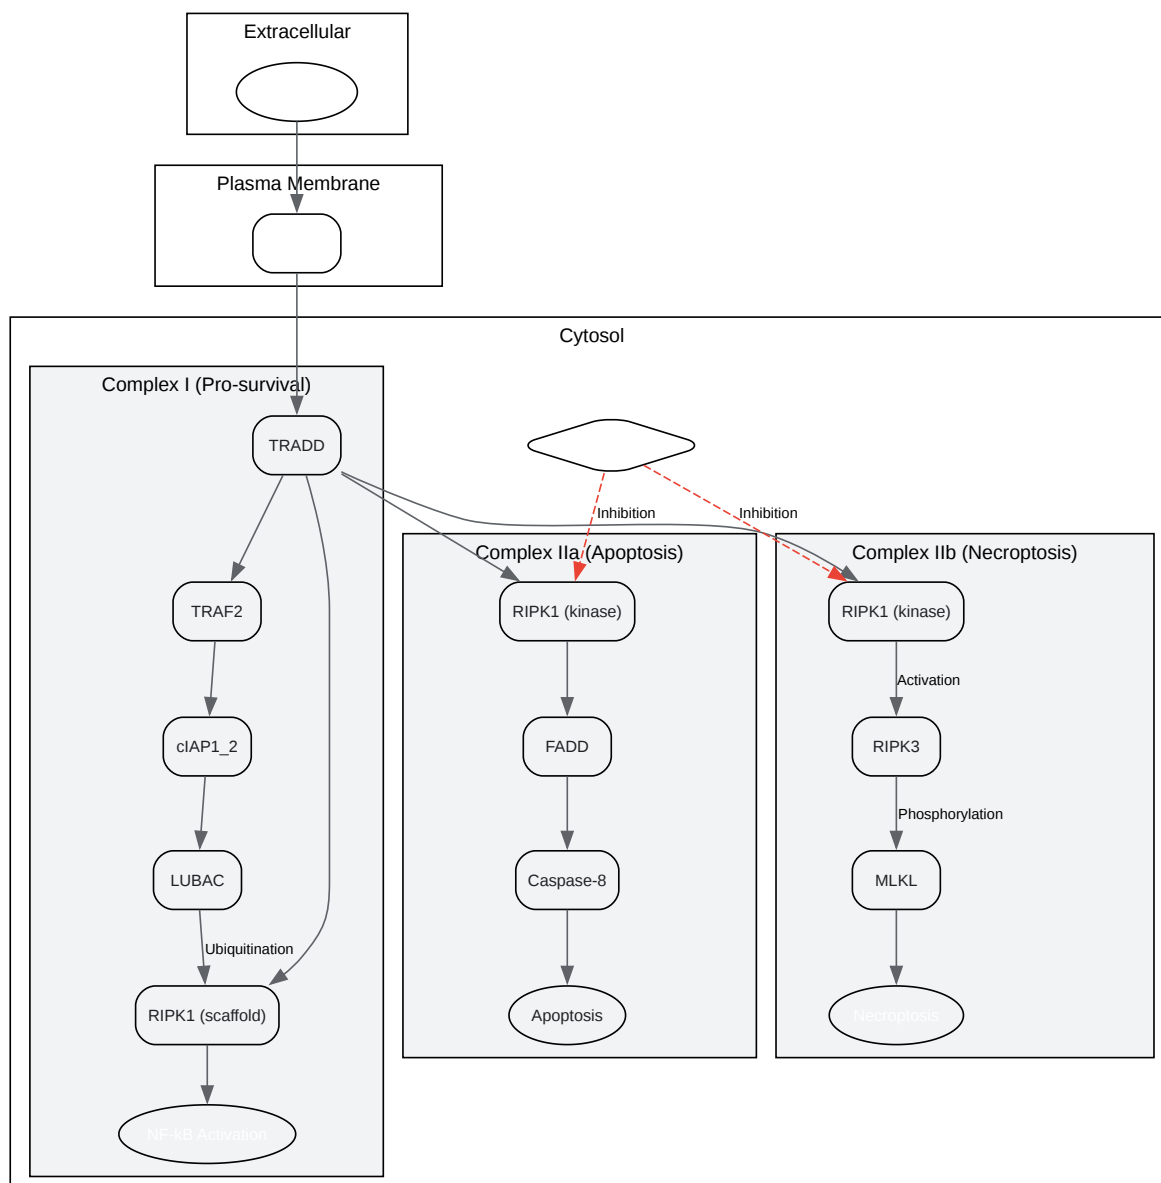 Extracellular
Plasma Membrane
Cytosol
Complex I (Pro-survival)
TRADD
Inhibition
Inhibition
Complex IIa (Apoptosis)
Complex IIb (Necroptosis)
TRAF2
RIPK1 (kinase)
RIPK1 (kinase)
Activation
cIAP1_2
FADD
RIPK3
Phosphorylation
LUBAC
Caspase-8
MLKL
Ubiquitination
RIPK1 (scaffold)
Apoptosis
Necroptosis
NF-kB Activation